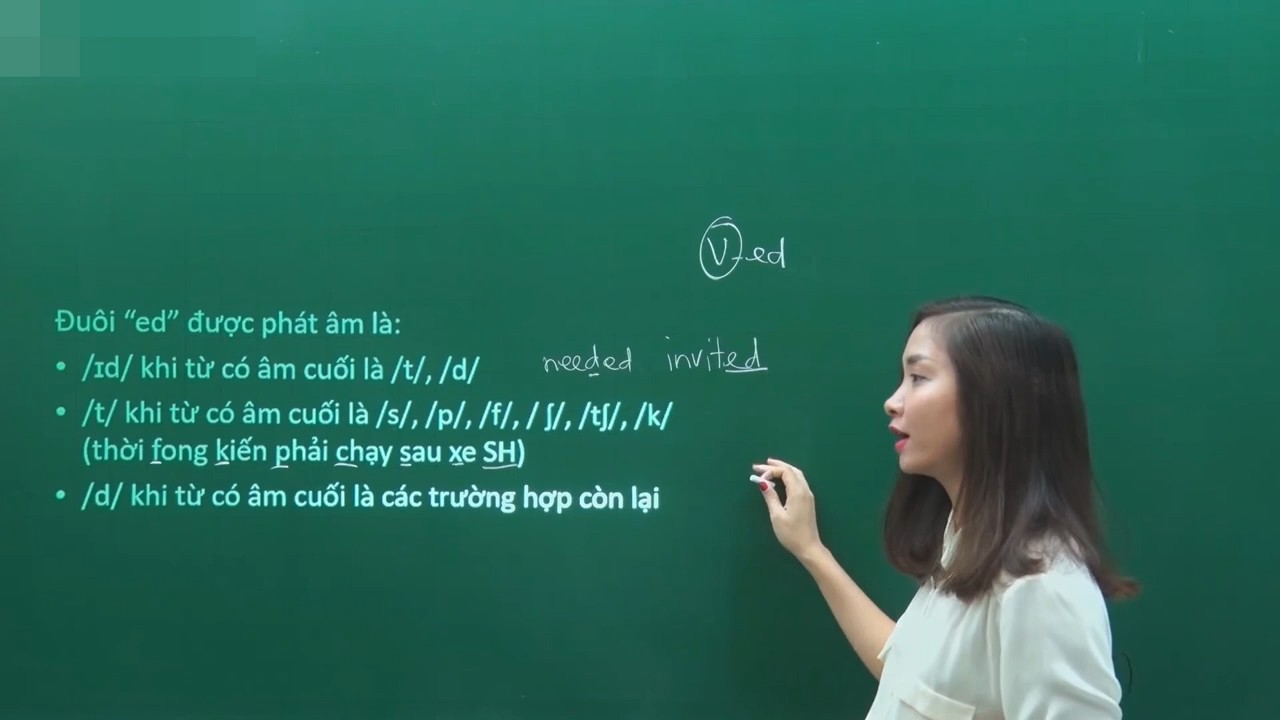 V-ed
Đuôi “ed” được phát âm là:
• /ɪd/ khi từ có âm cuối là /t/, /d/
needed invited
• /t/ khi từ có âm cuối là /s/, /p/, /f/, / ʃ/, /tʃ/, /k/
(thời fong kiến phải chạy sau xe SH)
• /d/ khi từ có âm cuối là các trường hợp còn lại